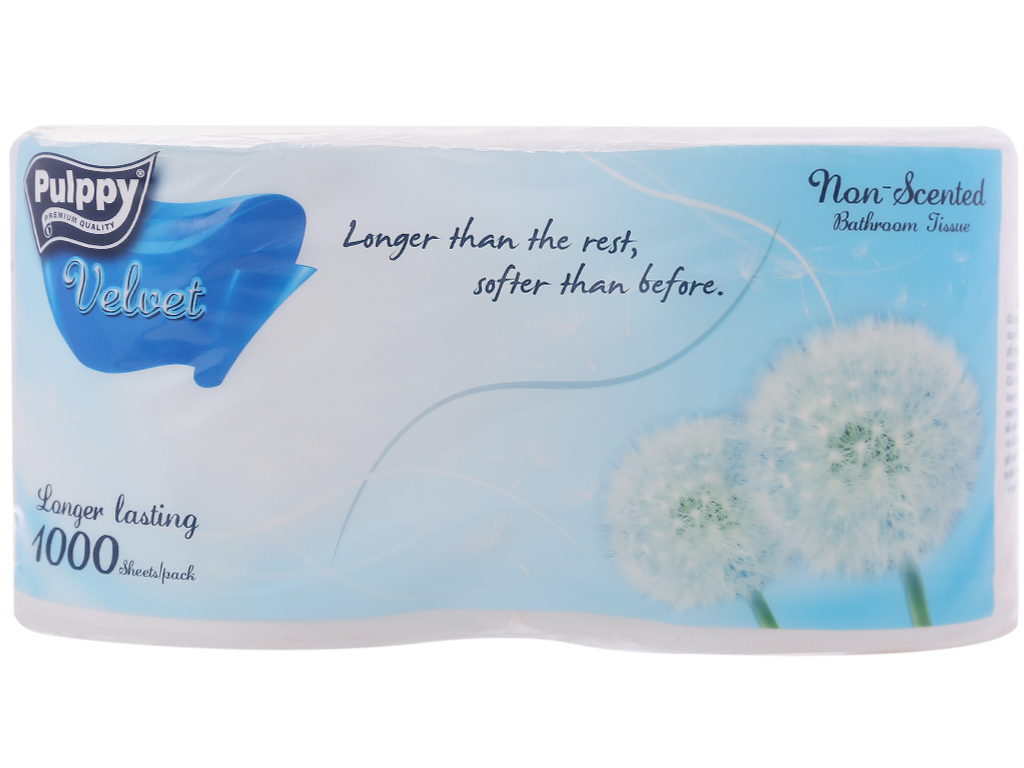 Pulppy®
PREMIUM QUALITY
Velvet
Longer than the rest,
softer than before.
Non-Scented
Bathroom Tissue
Longer lasting
1000 Sheets/pack